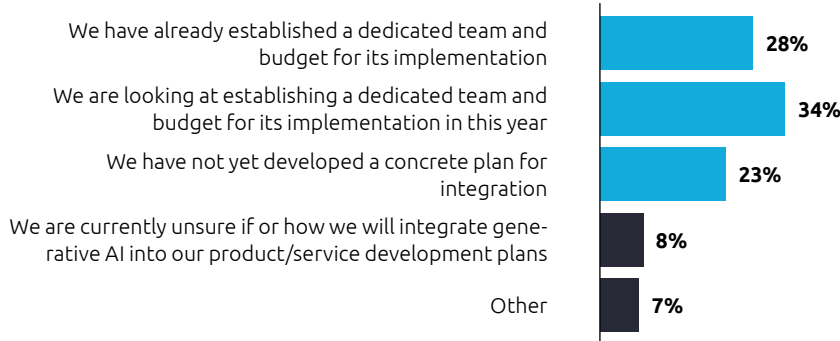 We have already established a dedicated team and
budget for its implementation
28%
We are looking at establishing a dedicated team and
budget for its implementation in this year
34%
We have not yet developed a concrete plan for
integration
23%
We are currently unsure if or how we will integrate gene-
rative AI into our product/service development plans
8%
Other
7%